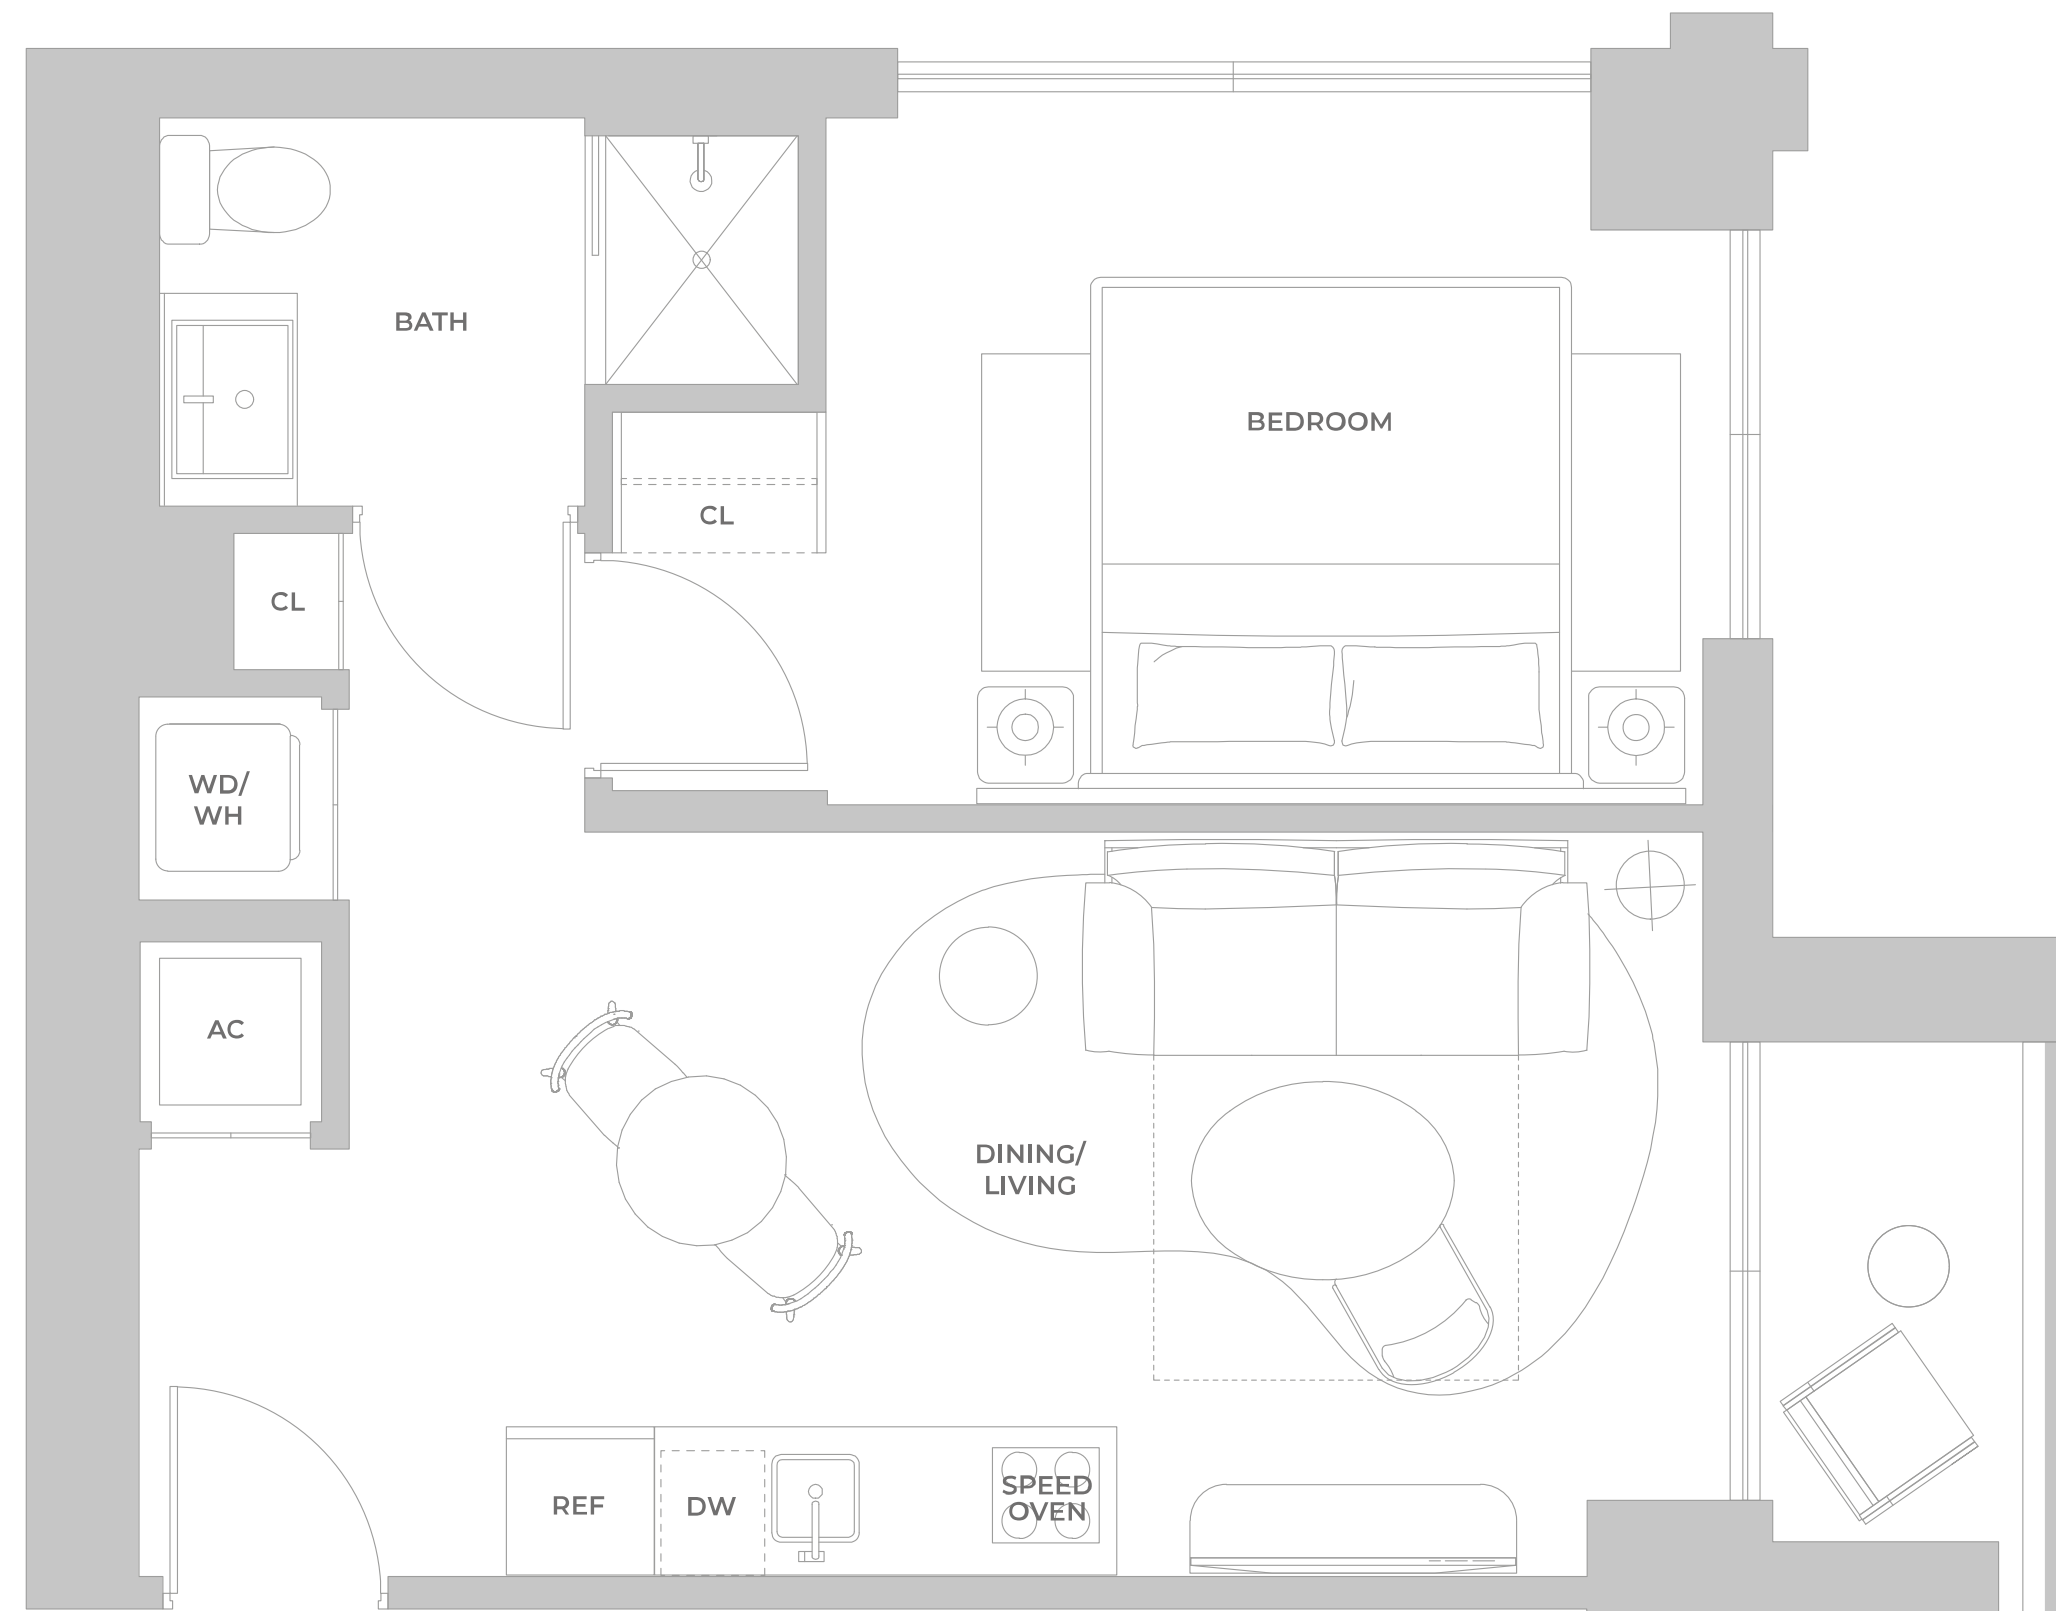 BATH
BEDROOM
CL
CL
WD/
WH
AC
DINING/
LIVING
REF
DW
SPEED
OVEN